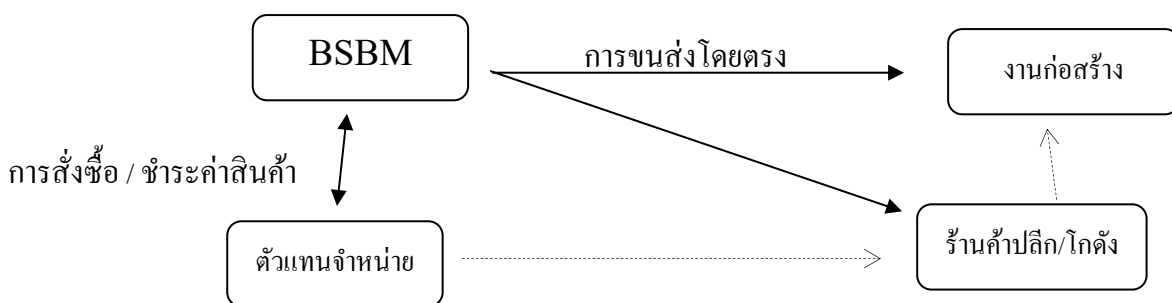 BSBM
การขนส่งโดยตรง
งานก่อสร้าง
การสั่งซื้อ / ชำระค่าสินค้า
ตัวแทนจำหน่าย
ร้านค้าปลีก/โกดัง